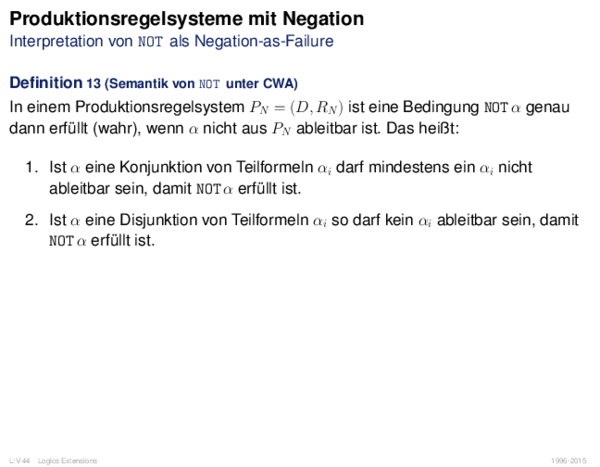 Produktionsregelsysteme mit Negation
Interpretation von NOT als Negation-as-Failure
Definition 13 (Semantik von NOT unter CWA)
In einem Produktionsregelsystem P_N = (D, R_N) ist eine Bedingung NOT α genau
dann erfüllt (wahr), wenn α nicht aus P_N ableitbar ist. Das heißt:
1. Ist α eine Konjunktion von Teilformeln α_i darf mindestens ein α_i nicht
ableitbar sein, damit NOT α erfüllt ist.
2. Ist α eine Disjunktion von Teilformeln α_i so darf kein α_i ableitbar sein, damit
NOT α erfüllt ist.
L:V-44 Logics Extensions
1996-2015